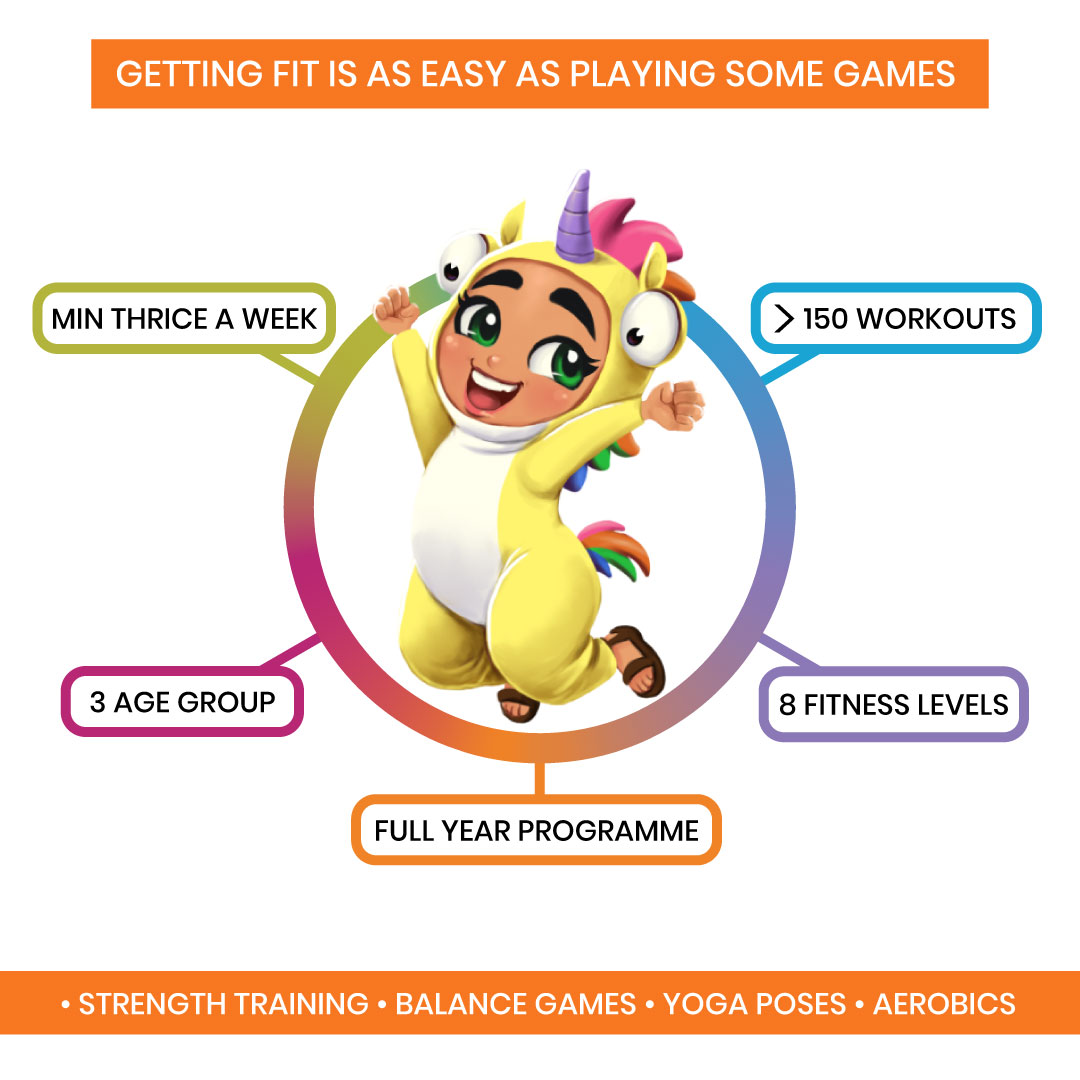 GETTING FIT IS AS EASY AS PLAYING SOME GAMES
MIN THRICE A WEEK
> 150 WORKOUTS
3 AGE GROUP
8 FITNESS LEVELS
FULL YEAR PROGRAMME
• STRENGTH TRAINING • BALANCE GAMES • YOGA POSES • AEROBICS